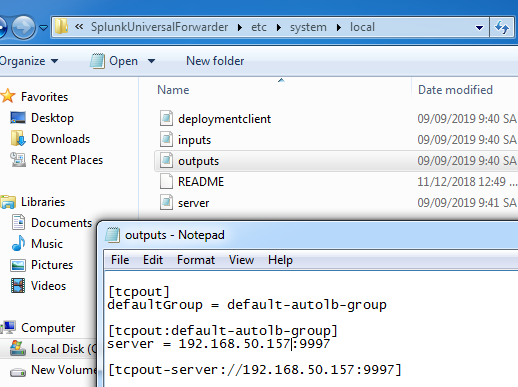 « SplunkUniversalForwarder ▸ etc ▸ system ▸ local
Organize ▾ Open ▾ New folder
Name Date modified
Favorites
Desktop
Downloads
Recent Places
Libraries
Documents
Music
Pictures
Videos
Computer
Local Disk (C
New Volume
deploymentclient 09/09/2019 9:40 SA
inputs 09/09/2019 9:40 SA
outputs 09/09/2019 9:40 SA
README 11/12/2018 12:49 ...
server 09/09/2019 9:41 SA
outputs - Notepad
File Edit Format View Help
[tcpout]
defaultGroup = default-autolb-group
[tcpout:default-autolb-group]
server = 192.168.50.157:9997
[tcpout-server://192.168.50.157:9997]